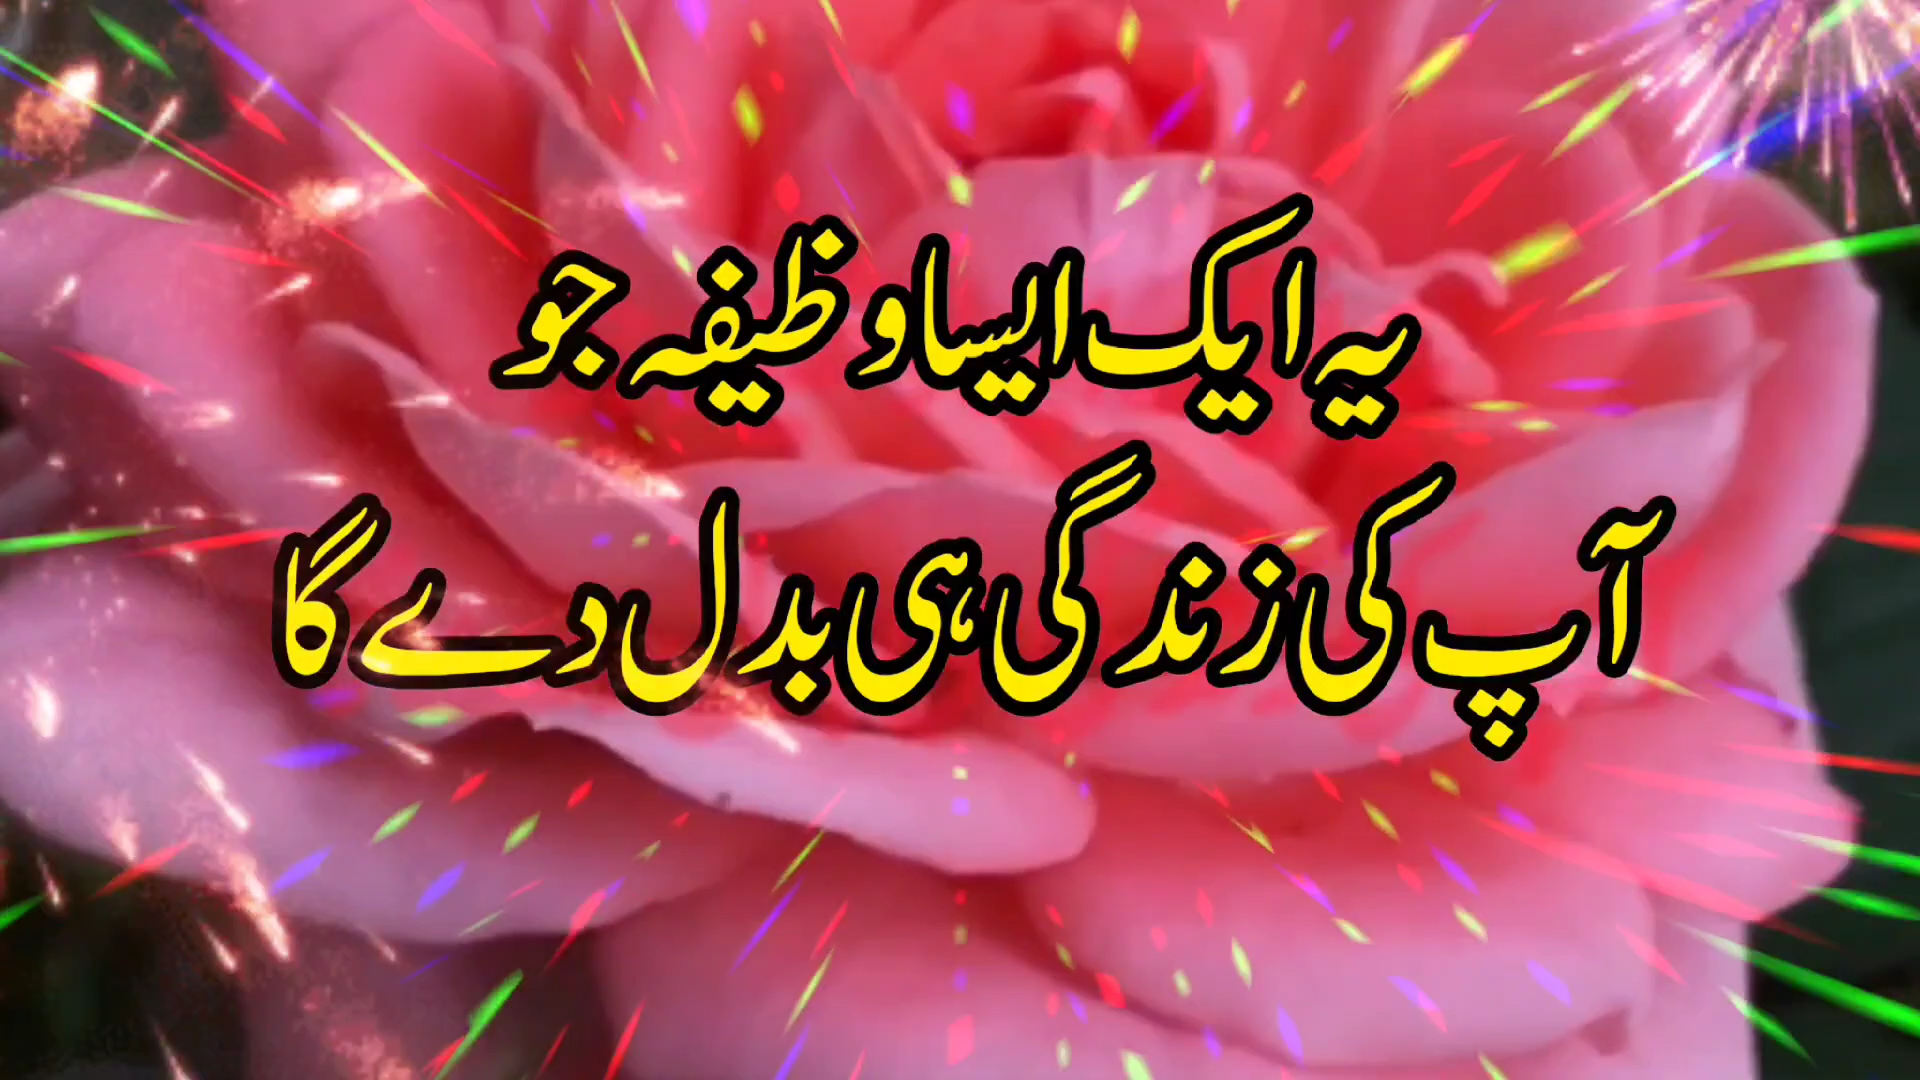 یہ ایک ایسا وظیفہ جو
آپ کی زندگی ہی بدل دے گا